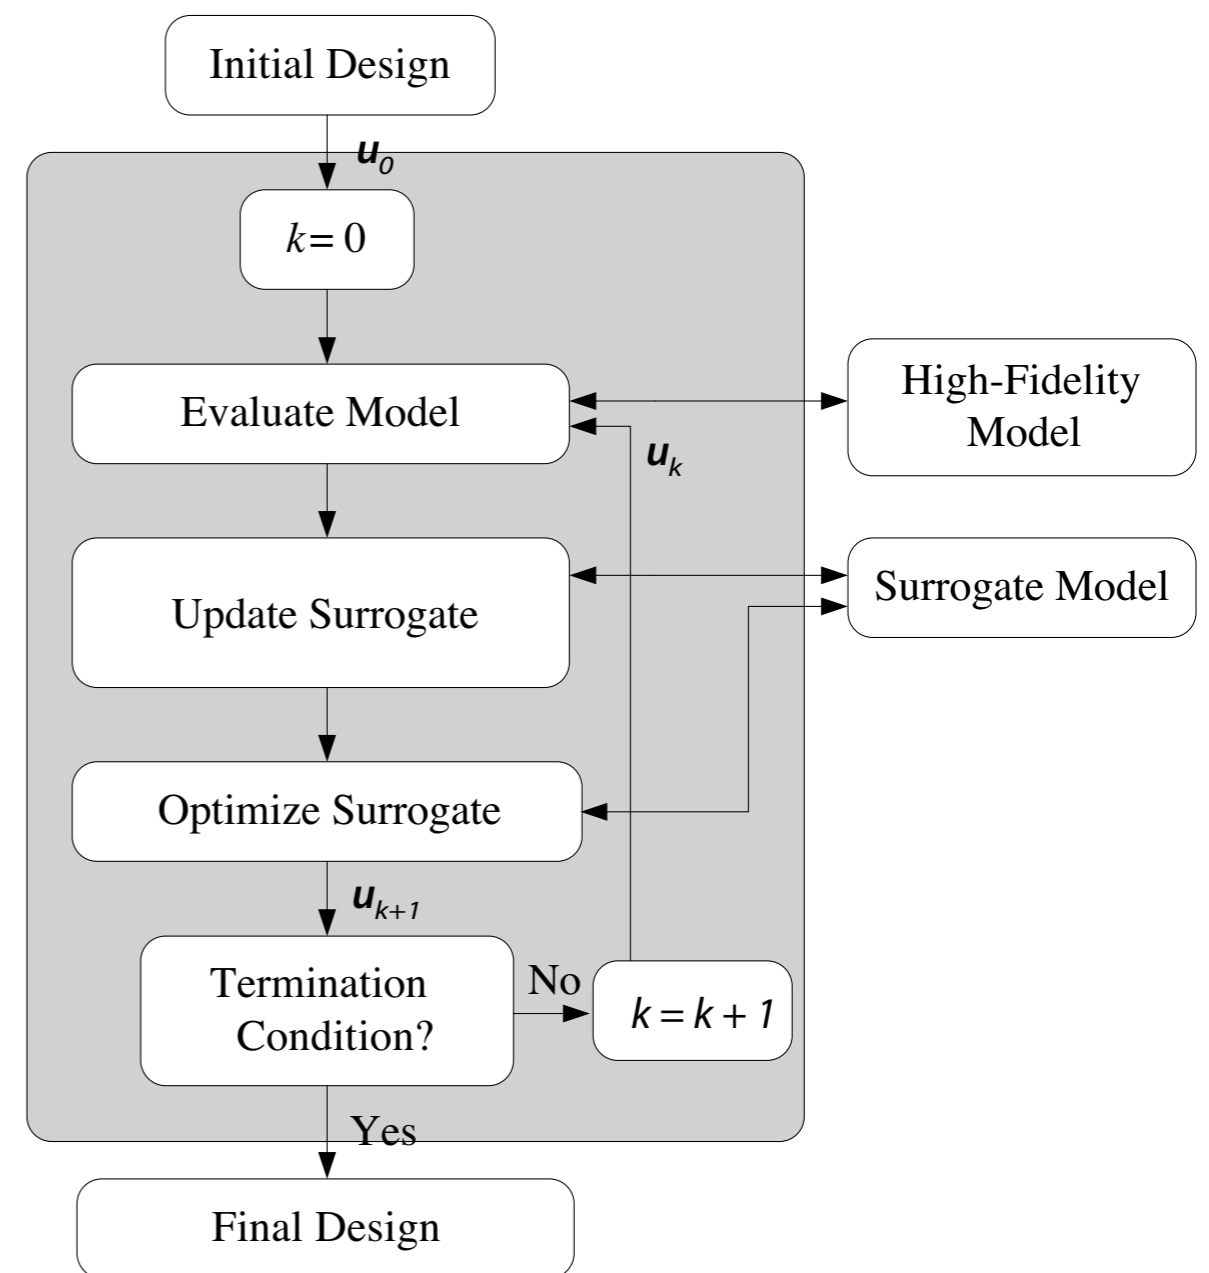 Initial Design
u0
k= 0
Evaluate Model
High-Fidelity
Model
uk
Update Surrogate
Surrogate Model
Optimize Surrogate
uk+1
Termination
Condition?
No
k = k + 1
Yes
Final Design